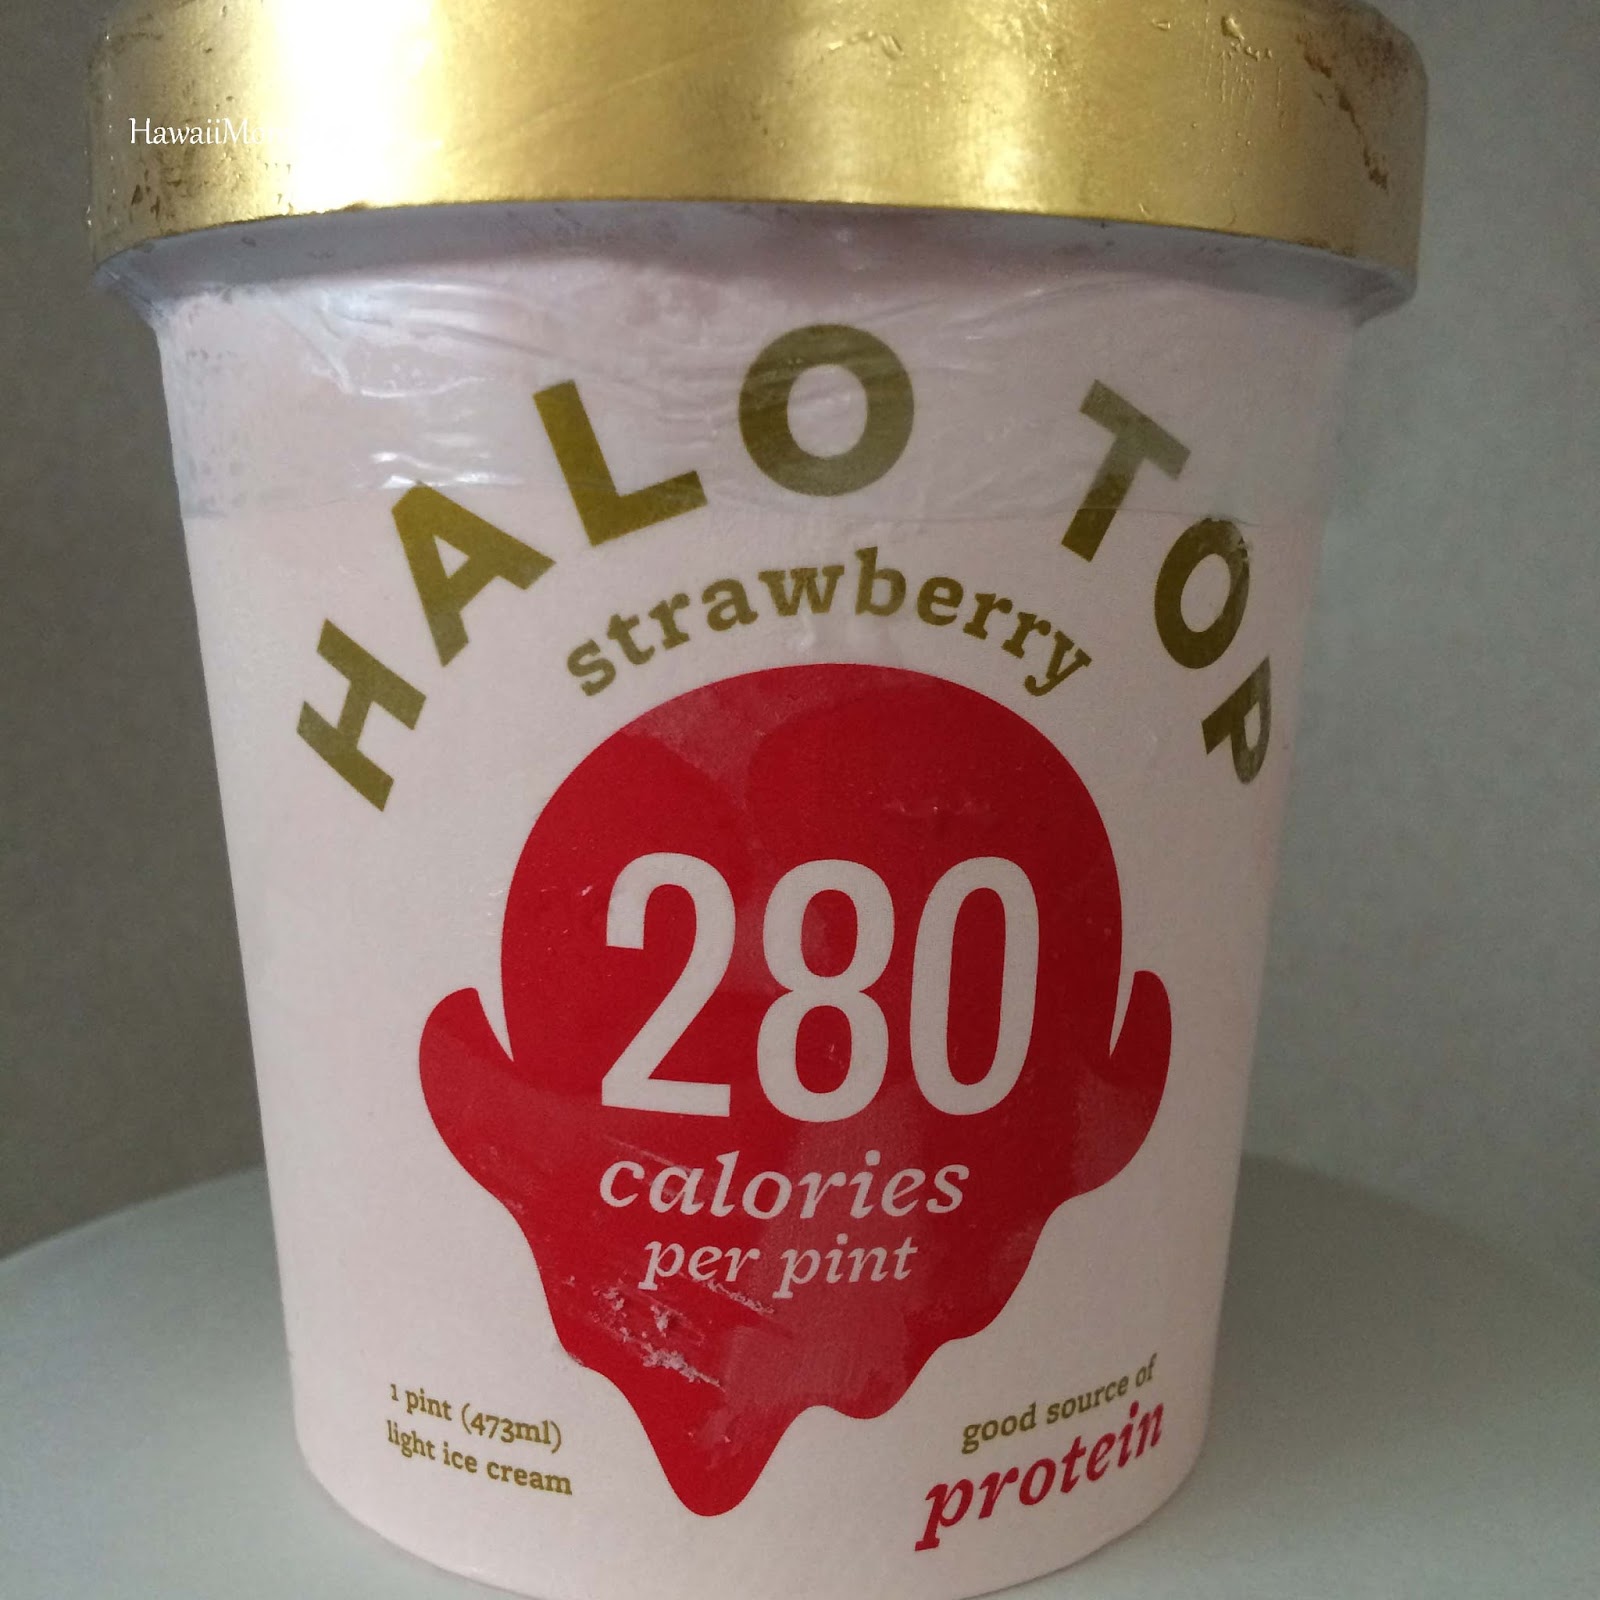 HALO TOP
strawberry
280
calories
per pint
1 pint (473ml)
light ice cream
good source of
protein